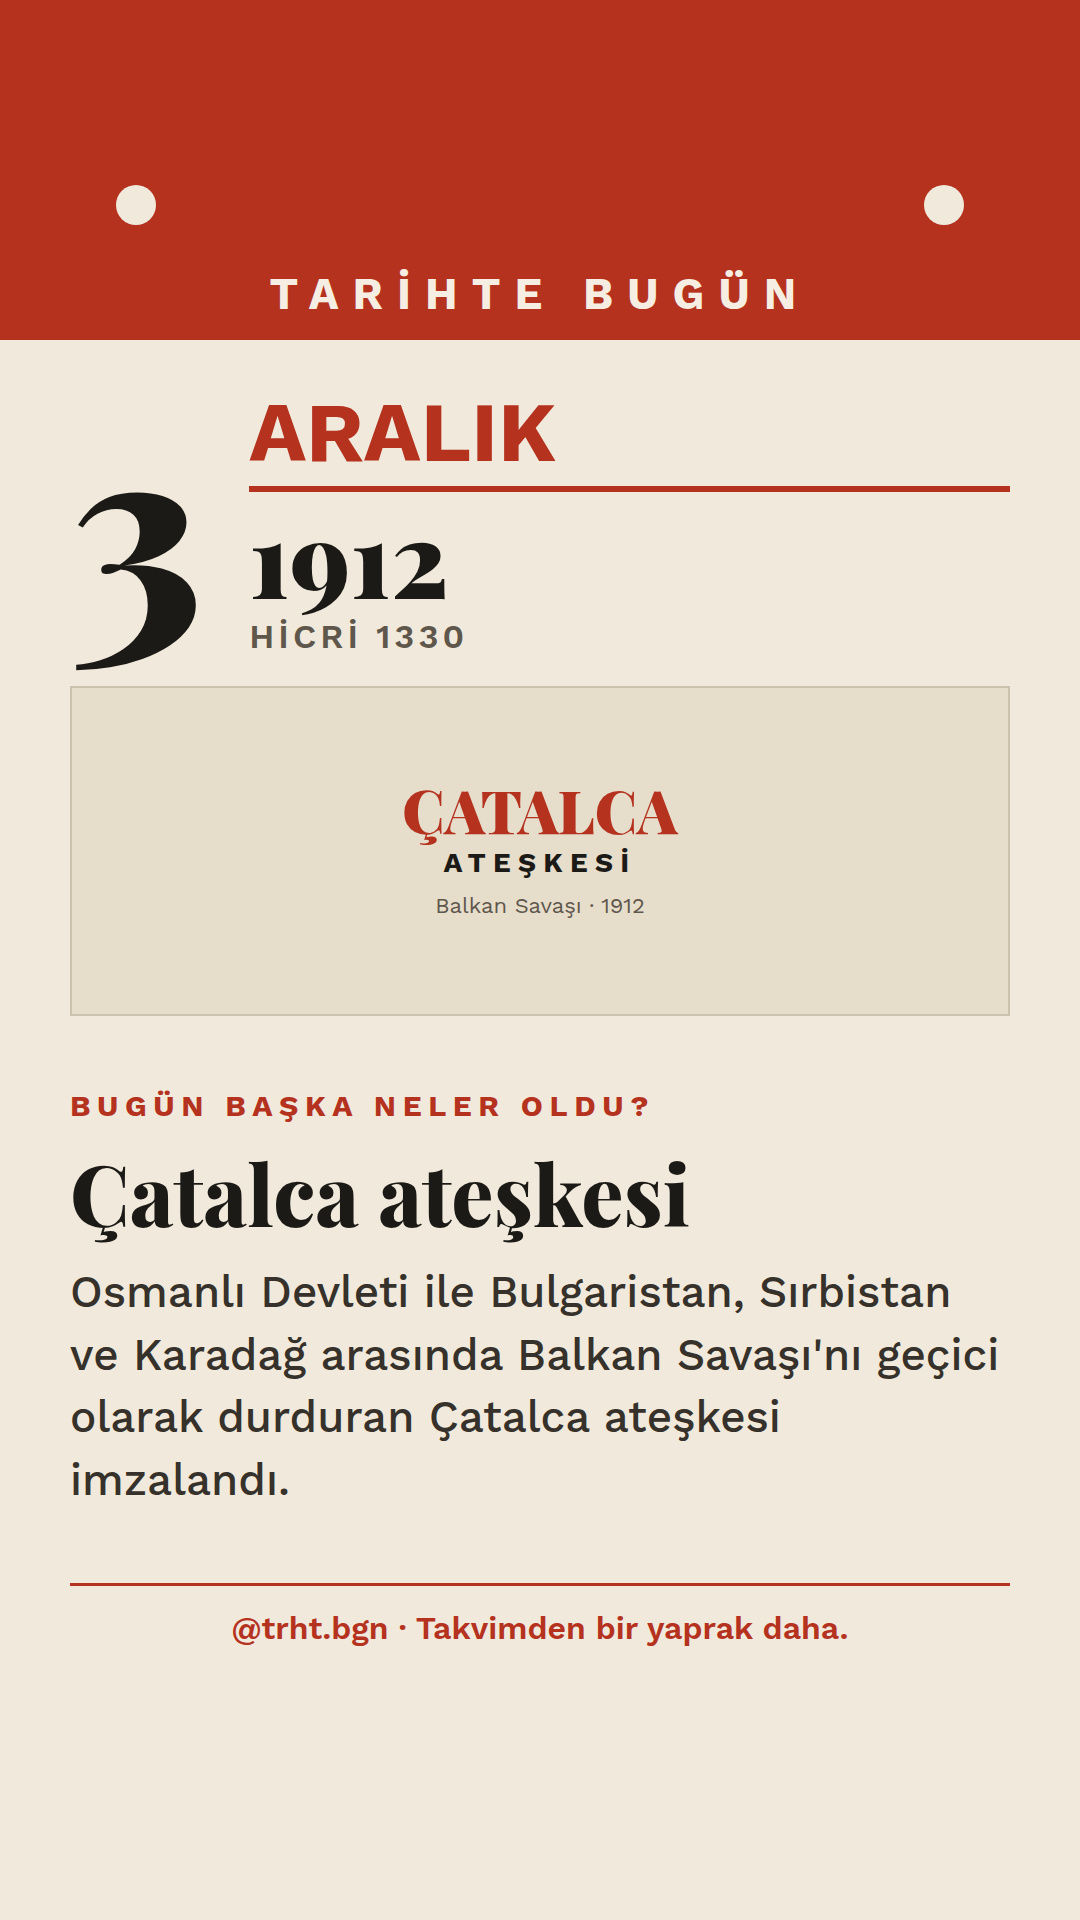 TARİHTE BUGÜN
ARALIK
3
1912
HİCRİ 1330
ÇATALCA
ATEŞKESİ
Balkan Savaşı · 1912
BUGÜN BAŞKA NELER OLDU?
Çatalca ateşkesi
Osmanlı Devleti ile Bulgaristan, Sırbistan
ve Karadağ arasında Balkan Savaşı'nı geçici
olarak durduran Çatalca ateşkesi
imzalandı.
@trht.bgn · Takvimden bir yaprak daha.